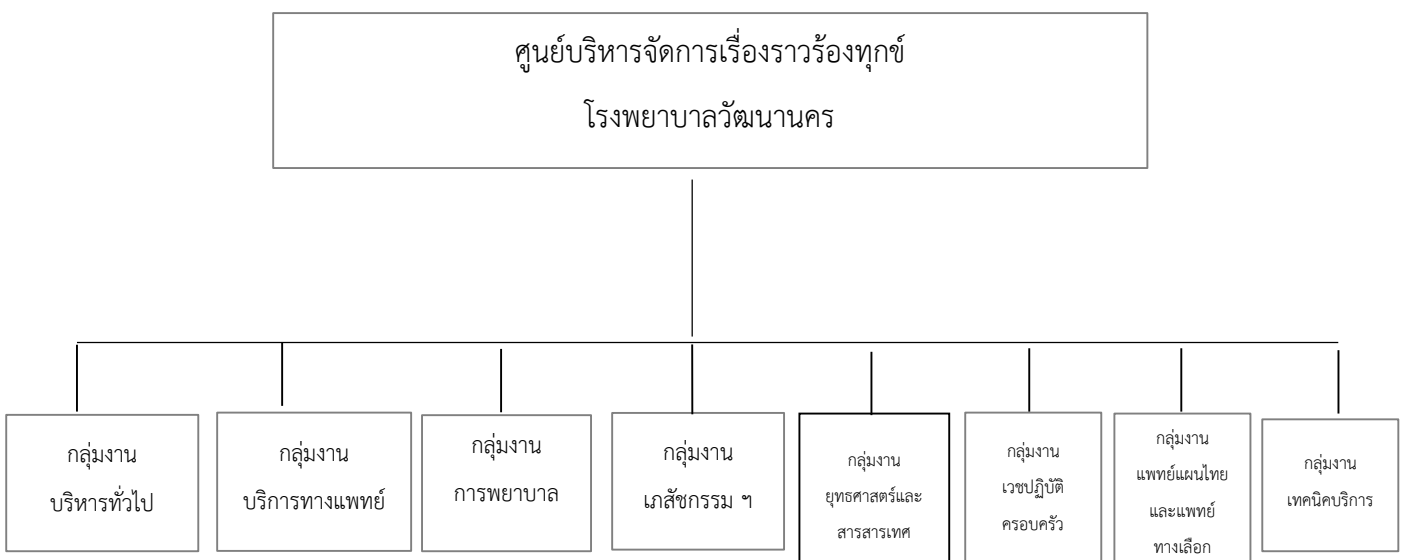 ศูนย์บริหารจัดการเรื่องราวร้องทุกข์
โรงพยาบาลวัฒนานคร
กลุ่มงาน
บริหารทั่วไป
กลุ่มงาน
บริการทางแพทย์
กลุ่มงาน
การพยาบาล
กลุ่มงาน
เภสัชกรรม ฯ
กลุ่มงาน
ยุทธศาสตร์และ
สารสารเทศ
กลุ่มงาน
เวชปฏิบัติ
ครอบครัว
กลุ่มงาน
แพทย์แผนไทย
และแพทย์
ทางเลือก
กลุ่มงาน
เทคนิคบริการ